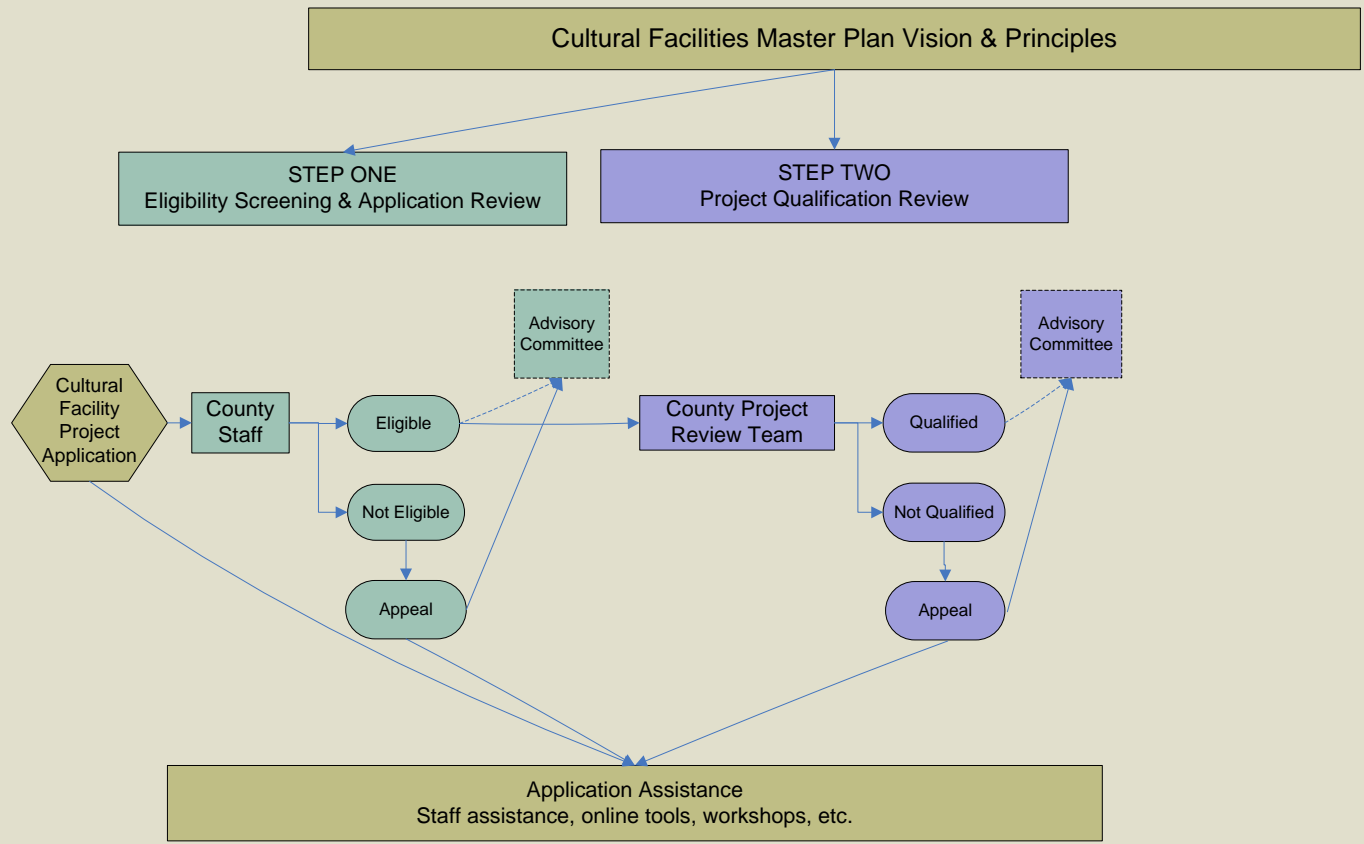 Cultural Facilities Master Plan Vision & Principles
STEP ONE
Eligibility Screening & Application Review
STEP TWO
Project Qualification Review
Advisory
Committee
Advisory
Committee
Cultural
Facility
Project
Application
County
Staff
Eligible
County Project
Review Team
Qualified
Not Eligible
Not Qualified
Appeal
Appeal
Application Assistance
Staff assistance, online tools, workshops, etc.